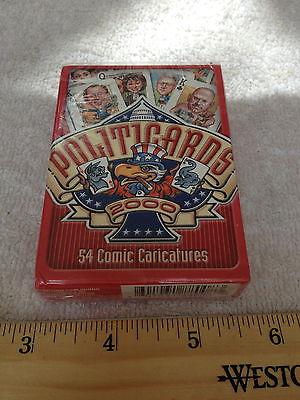 Q
K
POLITICARDS
2000
54 Comic Caricatures
3 4 5 6
WESTC